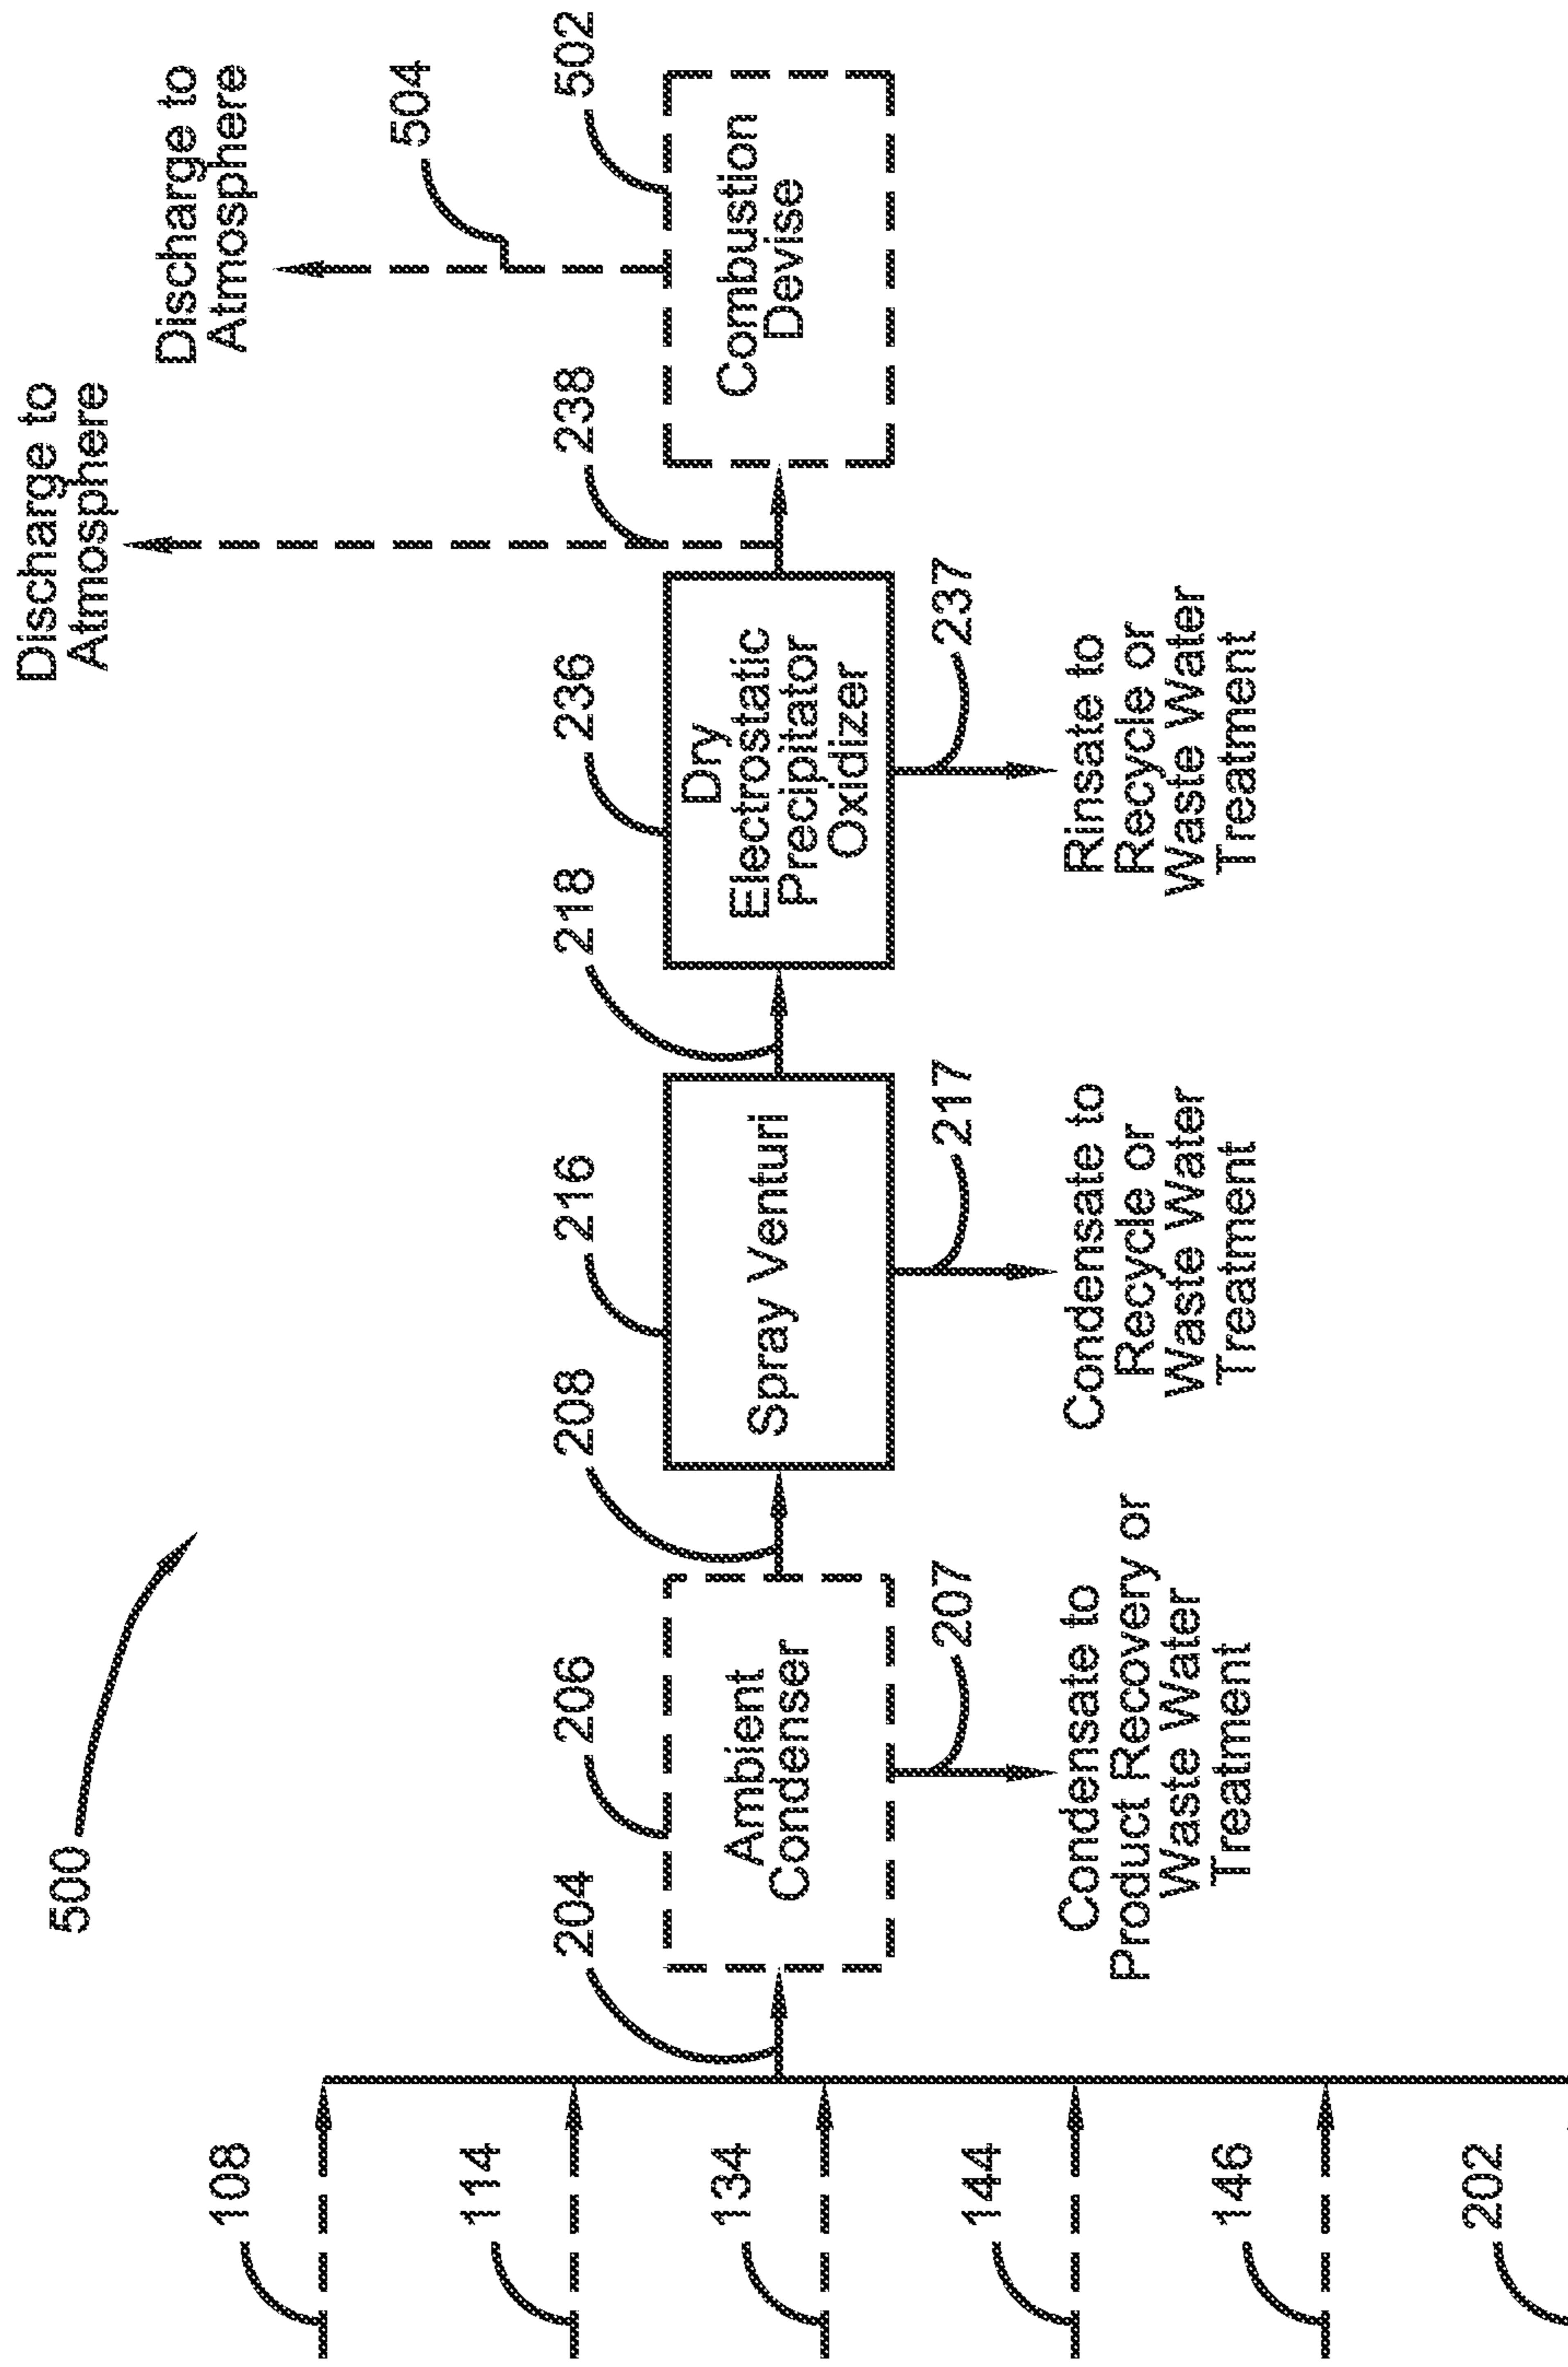 500
Discharge to
Atmosphere
Discharge to
Atmosphere
504
108
114
134
144
146
202
204
206
208
216
218
236
238
502
Ambient
Condenser
Spray Venturi
Dry
Electrostatic
Precipitator
Oxidizer
Combustion
Devise
207
217
237
Condensate to
Product Recovery or
Waste Water
Treatment
Condensate to
Recycle or
Waste Water
Treatment
Rinsate to
Recycle or
Waste Water
Treatment